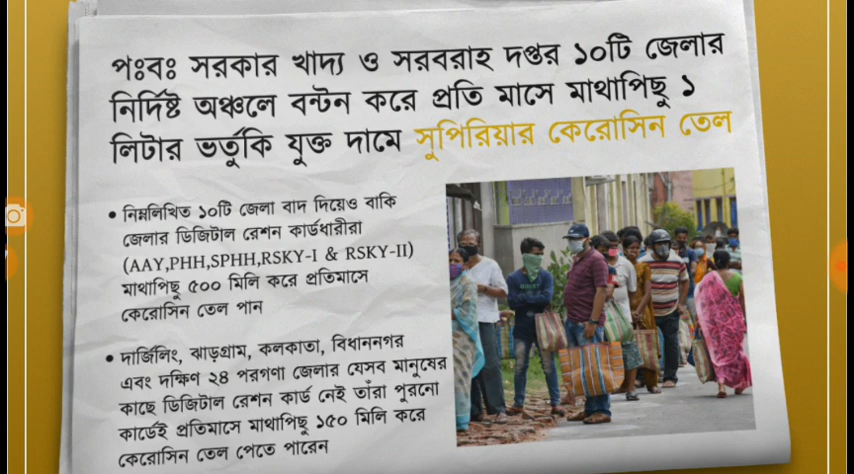 পঃবঃ সরকার খাদ্য ও সরবরাহ দপ্তর ১০টি জেলার
নির্দিষ্ট অঞ্চলে বন্টন করে প্রতি মাসে মাথাপিছু ১
লিটার ভর্তুকি যুক্ত দামে সুপিরিয়ার কেরোসিন তেল
• নিম্নলিখিত ১০টি জেলা বাদ দিয়েও বাকি
জেলার ডিজিটাল রেশন কার্ডধারীরা
(AAY,PHH,SPHH,RSKY-I & RSKY-II)
মাথাপিছু ৫০০ মিলি করে প্রতিমাসে
কেরোসিন তেল পান
• দার্জিলিং, ঝাড়গ্রাম, কলকাতা, বিধাননগর
এবং দক্ষিণ ২৪ পরগণা জেলার যেসব মানুষের
কাছে ডিজিটাল রেশন কার্ড নেই তাঁরা পুরনো
কার্ডেই প্রতিমাসে মাথাপিছু ১৫০ মিলি করে
কেরোসিন তেল পেতে পারেন